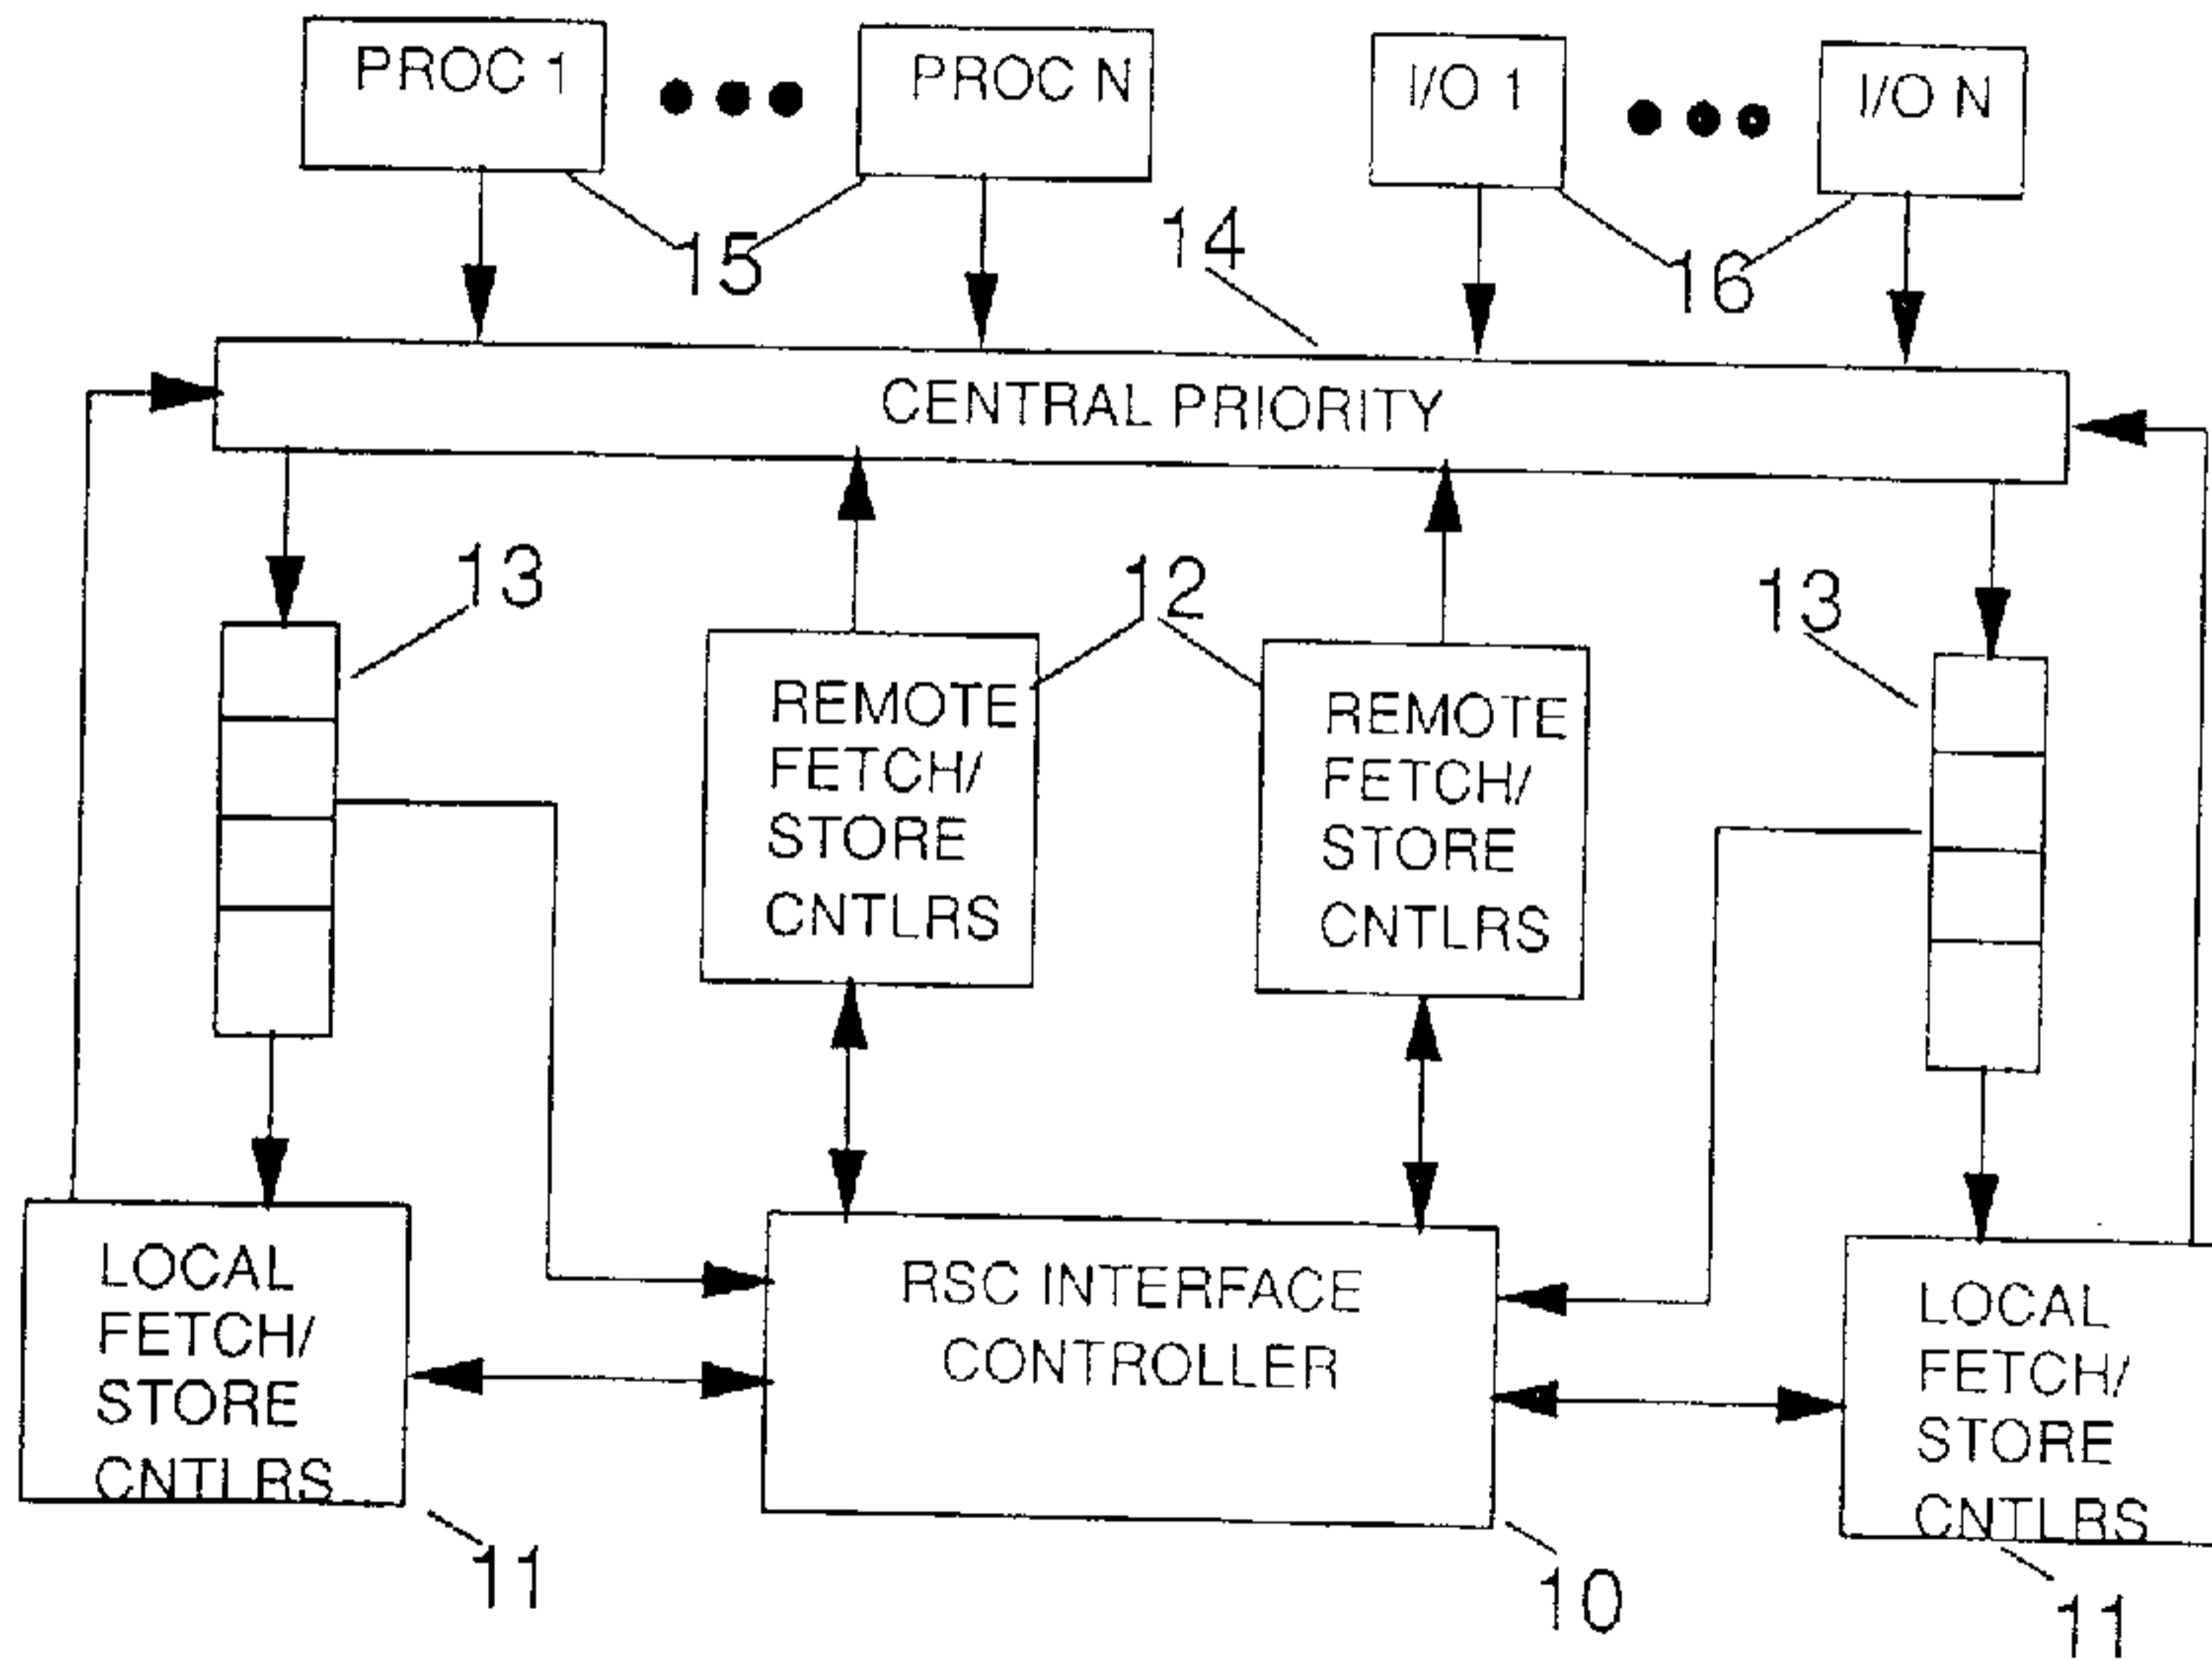 PROC 1
PROC N
I/O 1
I/O N
15
14
16
CENTRAL PRIORITY
13
12
13
REMOTE
FETCH/
STORE
CNTLRS
REMOTE
FETCH/
STORE
CNTLRS
LOCAL
FETCH/
STORE
CNTLRS
RSC INTERFACE
CONTROLLER
LOCAL
FETCH/
STORE
CNTLRS
11
10
11